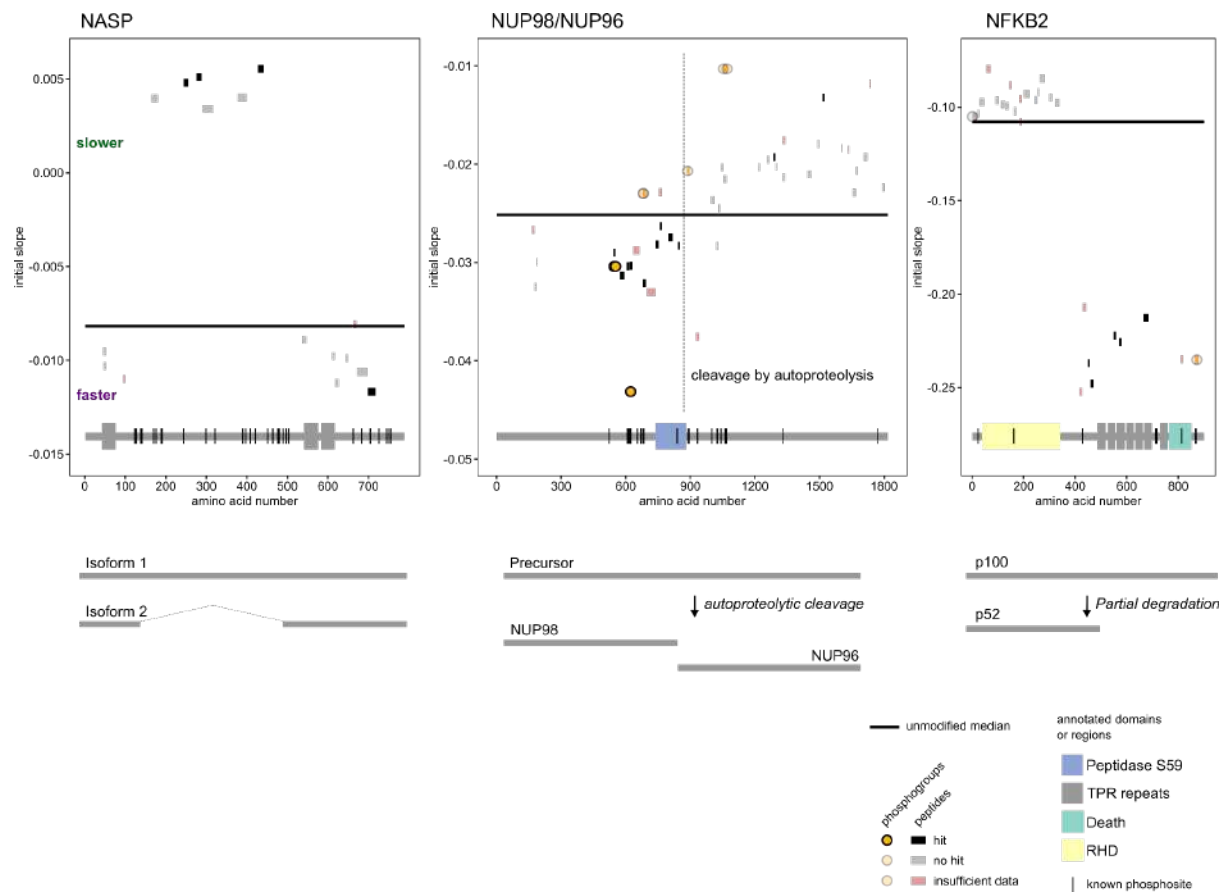 NASP
NUP98/NUP96
NFKB2
initial slope
0.005
0.000
-0.005
-0.010
-0.015
slower
faster
0 100 200 300 400 500 600 700
amino acid number
initial slope
-0.01
-0.02
-0.03
-0.04
-0.05
cleavage by autoproteolysis
0 300 600 900 1200 1500 1800
amino acid number
initial slope
-0.10
-0.15
-0.20
-0.25
0 200 400 600 800
amino acid number
Isoform 1
Isoform 2
Precursor
autoproteolytic cleavage
NUP98
NUP96
p100
Partial degradation
p52
unmodified median
phosphogroups
peptides
hit
no hit
insufficient data
annotated domains
or regions
Peptidase S59
TPR repeats
Death
RHD
known phosphosite